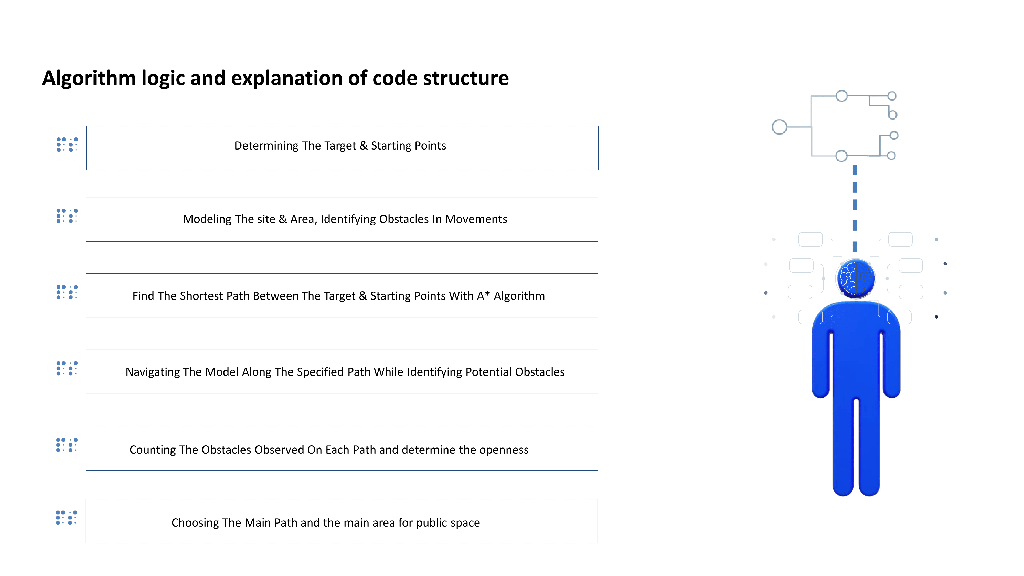 Algorithm logic and explanation of code structure
Determining The Target & Starting Points
Modeling The site & Area, Identifying Obstacles In Movements
Find The Shortest Path Between The Target & Starting Points With A* Algorithm
Navigating The Model Along The Specified Path While Identifying Potential Obstacles
Counting The Obstacles Observed On Each Path and determine the openness
Choosing The Main Path and the main area for public space